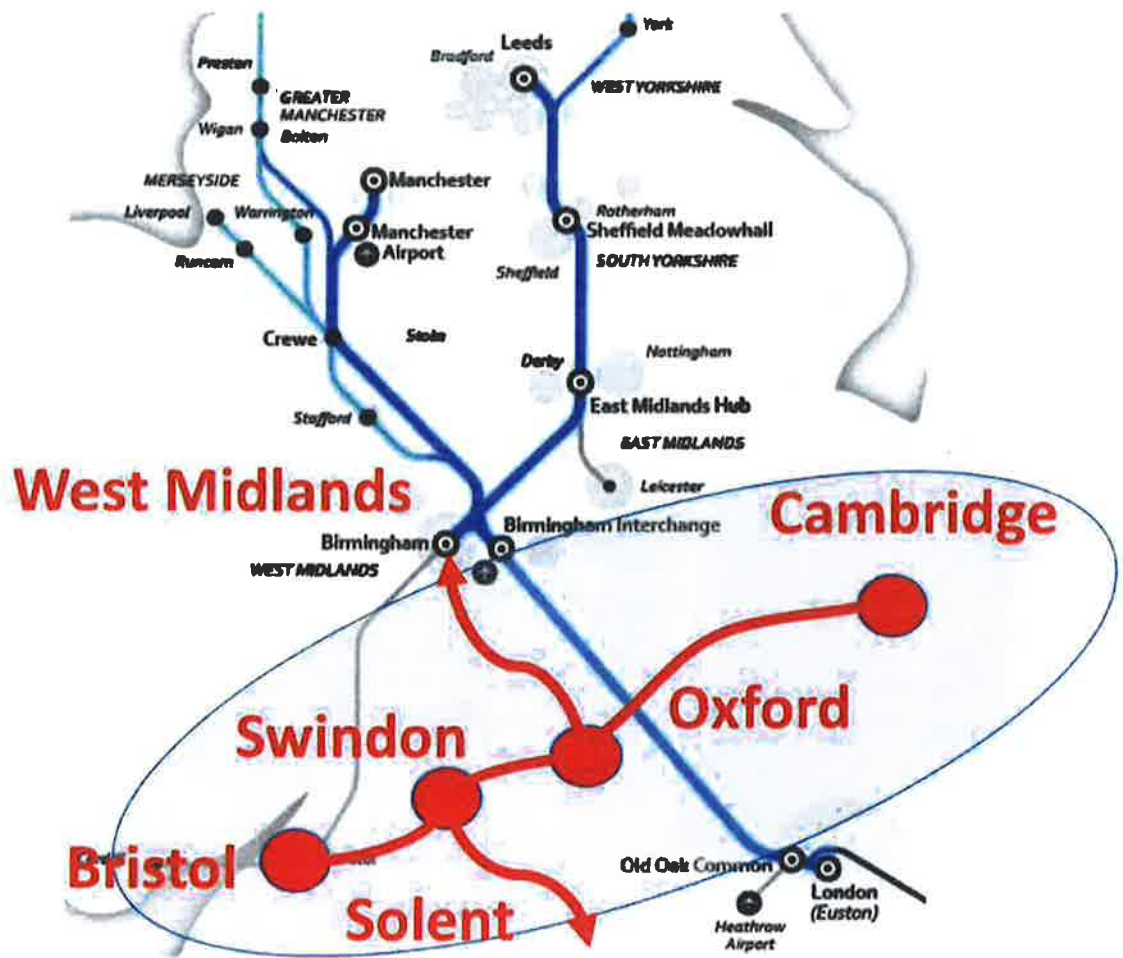 York
Leeds
Bradford
Preston
WEST YORKSHIRE
GREATER
MANCHESTER
Wigan
Bolton
MERSEYSIDE
Manchester
Liverpool
Warrington
Rotherham
Manchester
Airport
Sheffield Meadowhall
Runcorn
Sheffield
SOUTH YORKSHIRE
Crewe
Stoke
Derby
Nottingham
Stafford
East Midlands Hub
EAST MIDLANDS
West Midlands
Leicester
Cambridge
Birmingham Interchange
Birmingham
WEST MIDLANDS
Oxford
Swindon
Bristol
Old Oak Common
London
(Euston)
Solent
Heathrow
Airport